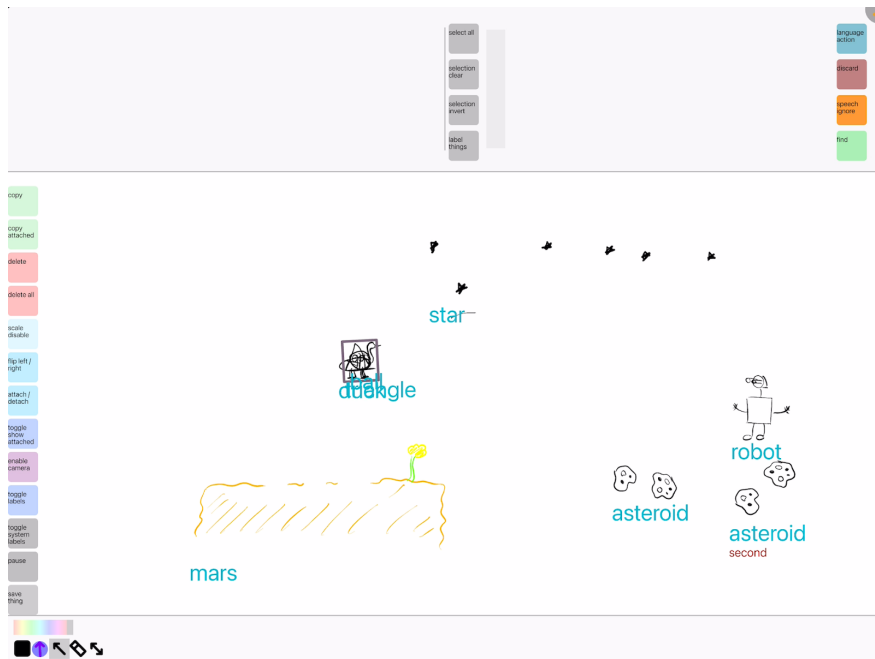 select all
selection
clear
selection
invert
label
things
language
action
discard
speech
ignore
find
copy
copy
attached
delete
delete all
scale
disable
flip left /
right
attach /
detach
toggle
show
attached
enable
camera
toggle
labels
toggle
system
labels
pause
save
thing
star
robot
asteroid
asteroid
second
mars